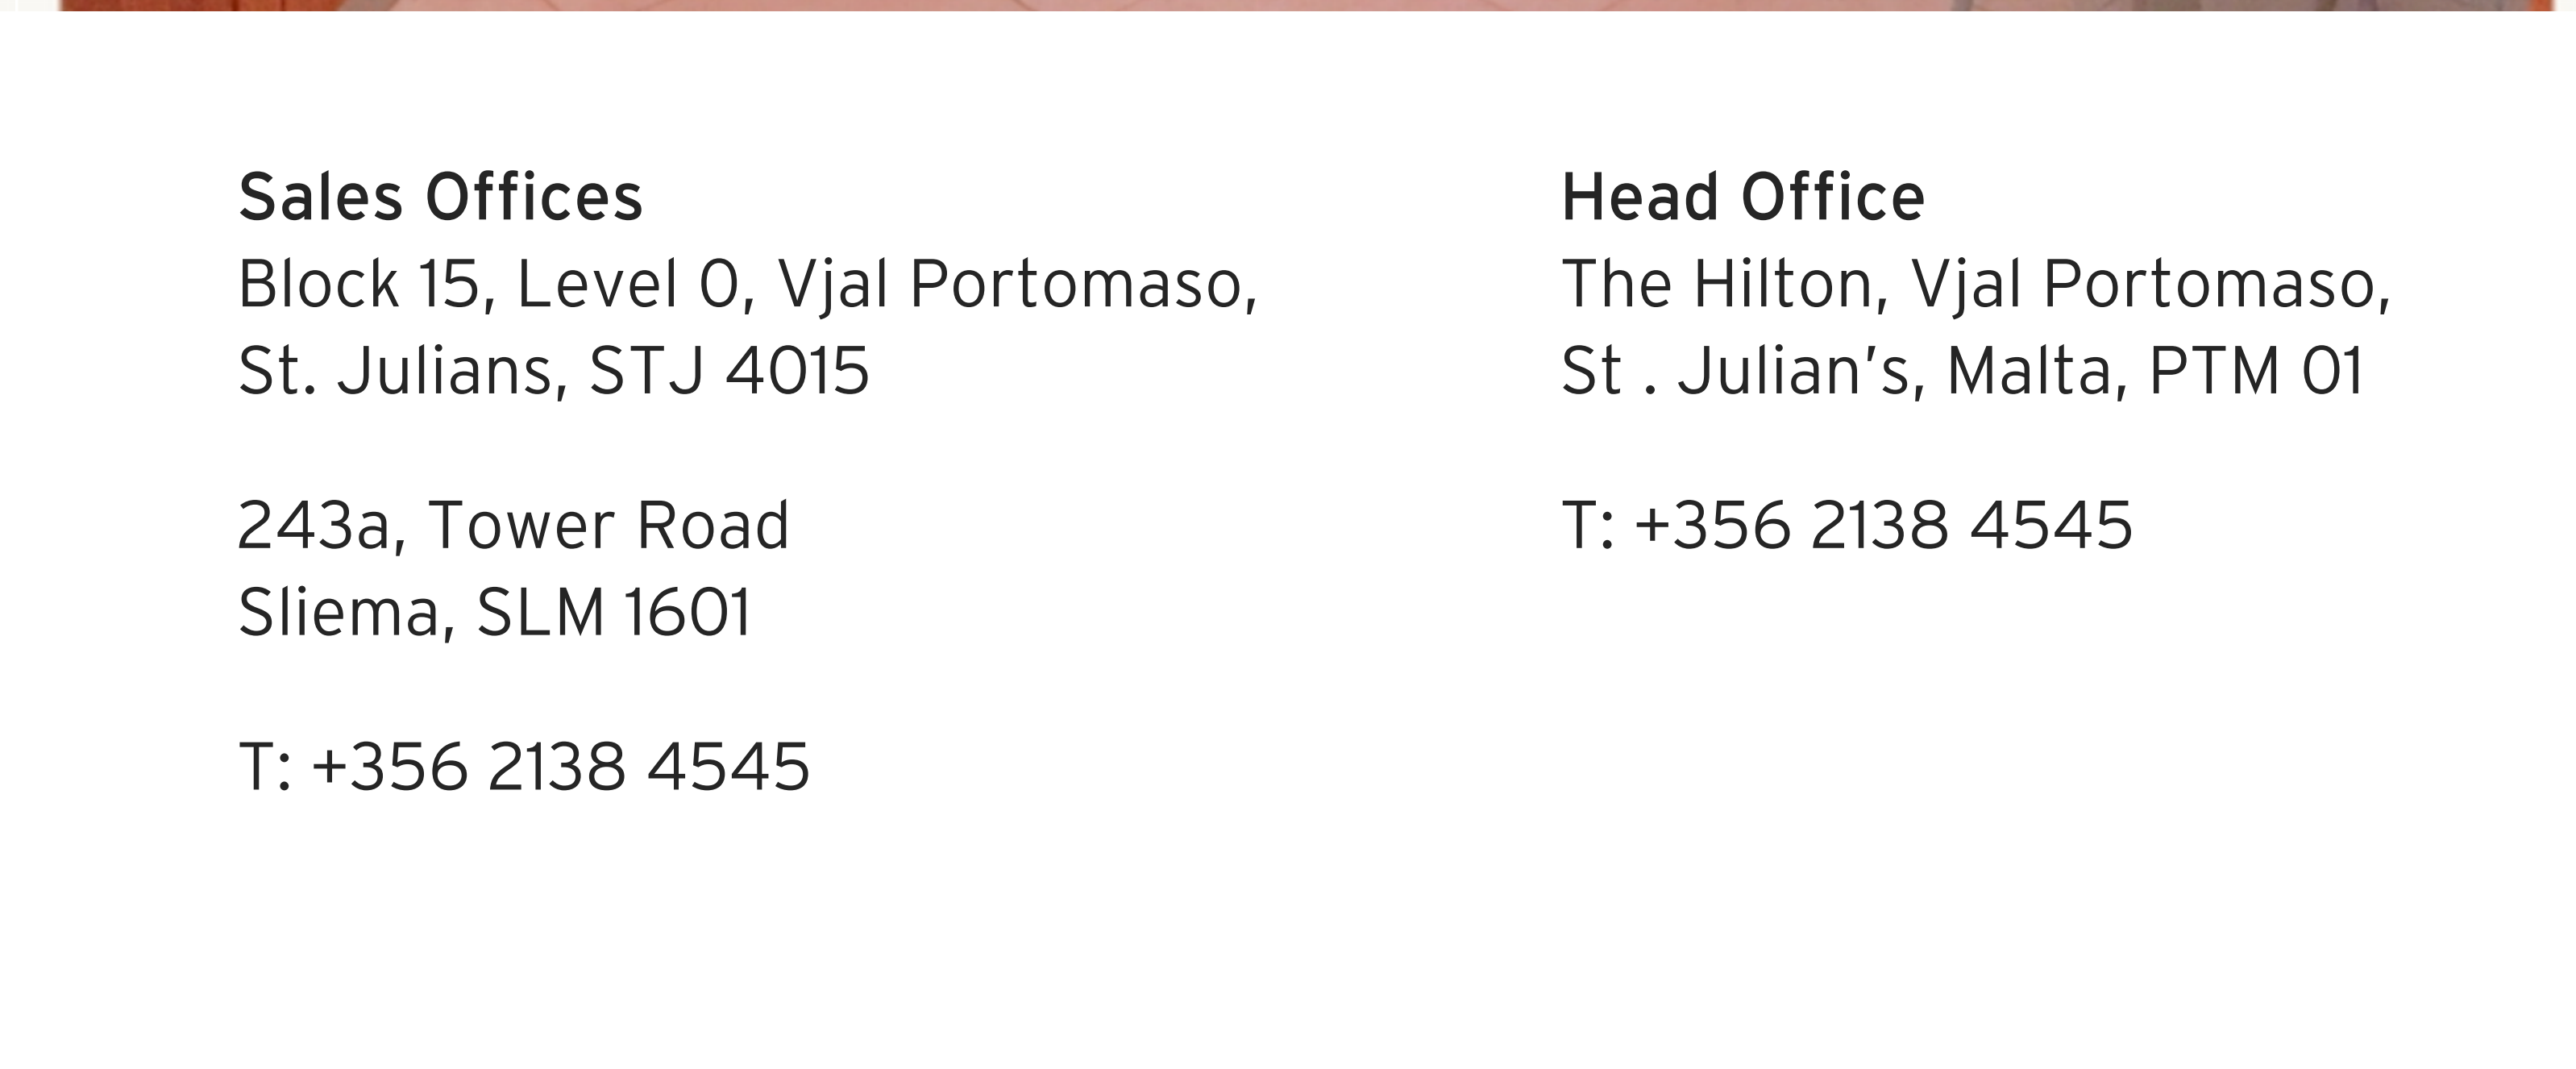 Sales Offices
Block 15, Level 0, Vjal Portomaso,
St. Julians, STJ 4015
243a, Tower Road
Sliema, SLM 1601
T: +356 2138 4545
Head Office
The Hilton, Vjal Portomaso,
St . Julian’s, Malta, PTM 01
T: +356 2138 4545